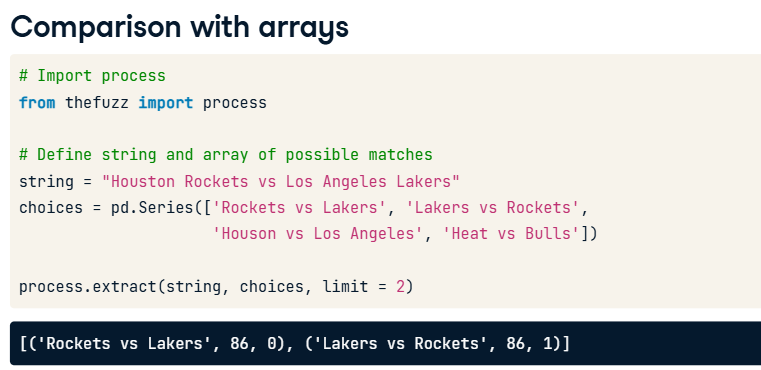 Comparison with arrays
# Import process
from thefuzz import process
# Define string and array of possible matches
string = "Houston Rockets vs Los Angeles Lakers"
choices = pd.Series(['Rockets vs Lakers', 'Lakers vs Rockets',
'Houson vs Los Angeles', 'Heat vs Bulls'])
process.extract(string, choices, limit = 2)
[('Rockets vs Lakers', 86, 0), ('Lakers vs Rockets', 86, 1)]